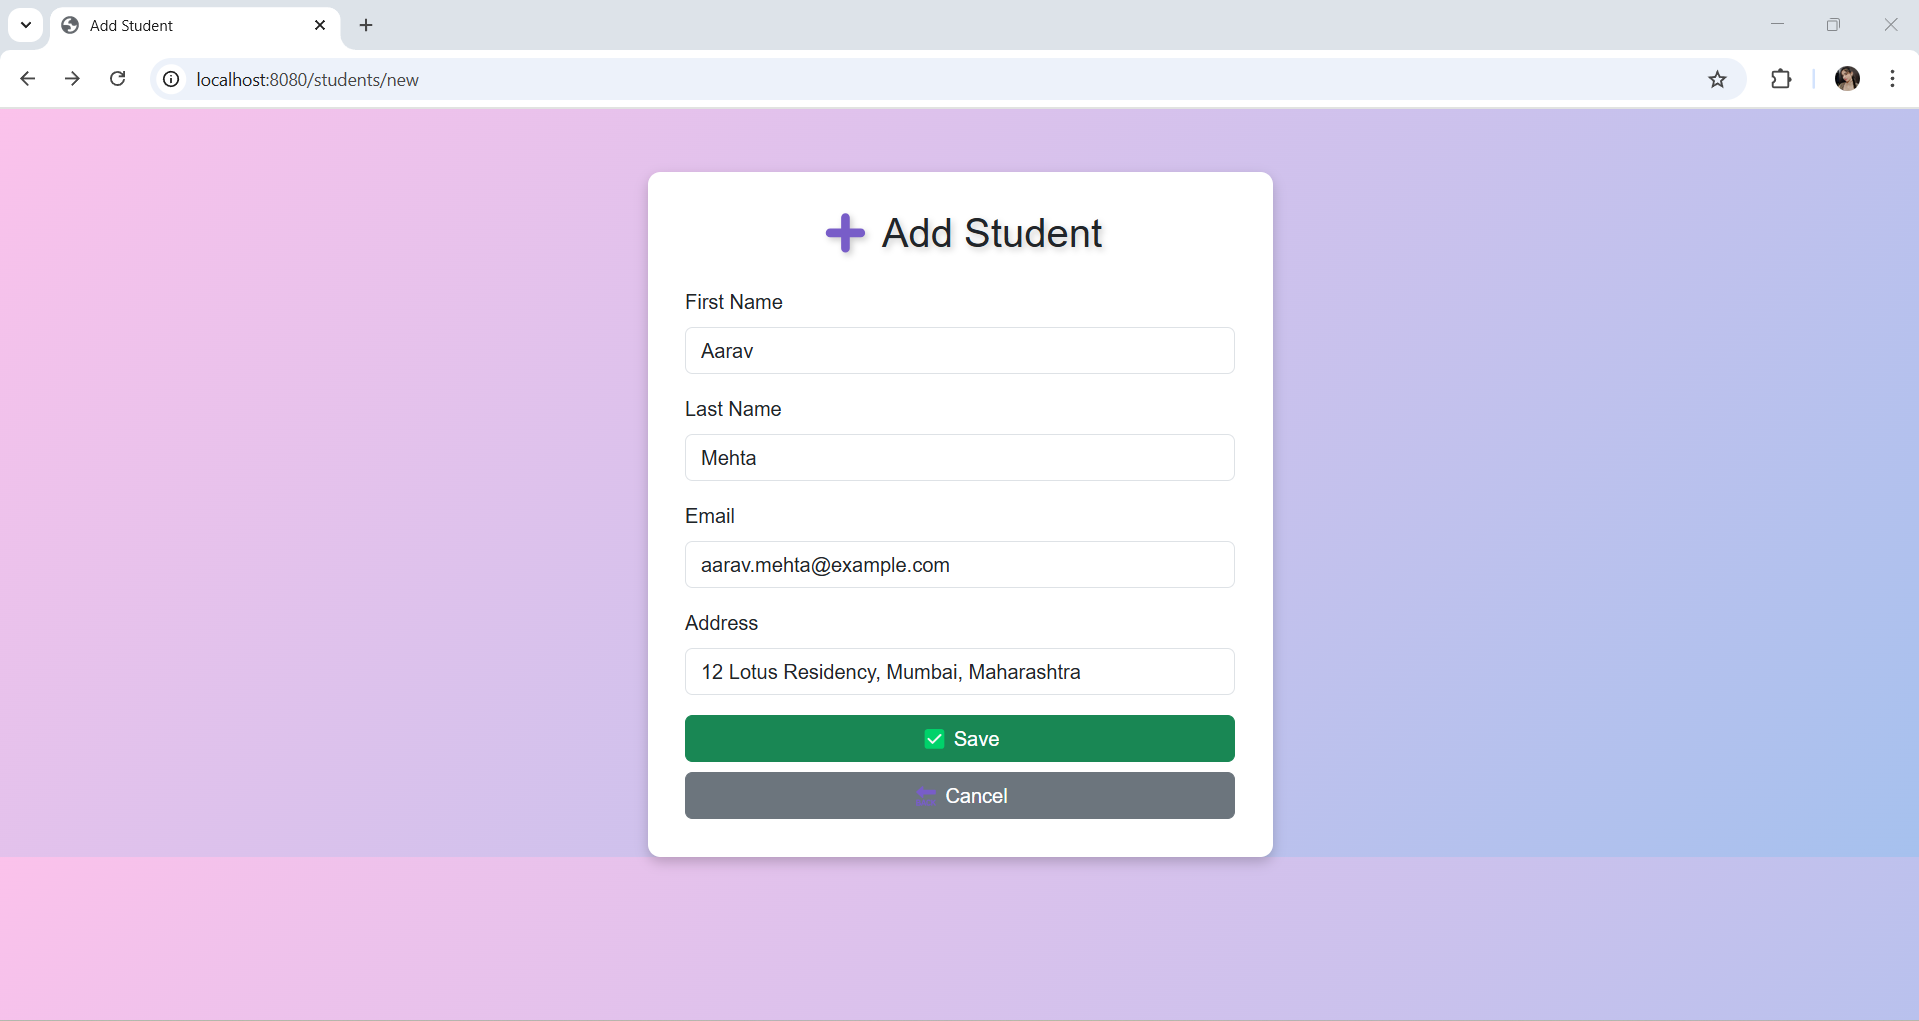 Add Student
localhost:8080/students/new
Add Student
First Name
Aarav
Last Name
Mehta
Email
aarav.mehta@example.com
Address
12 Lotus Residency, Mumbai, Maharashtra
Save
Cancel